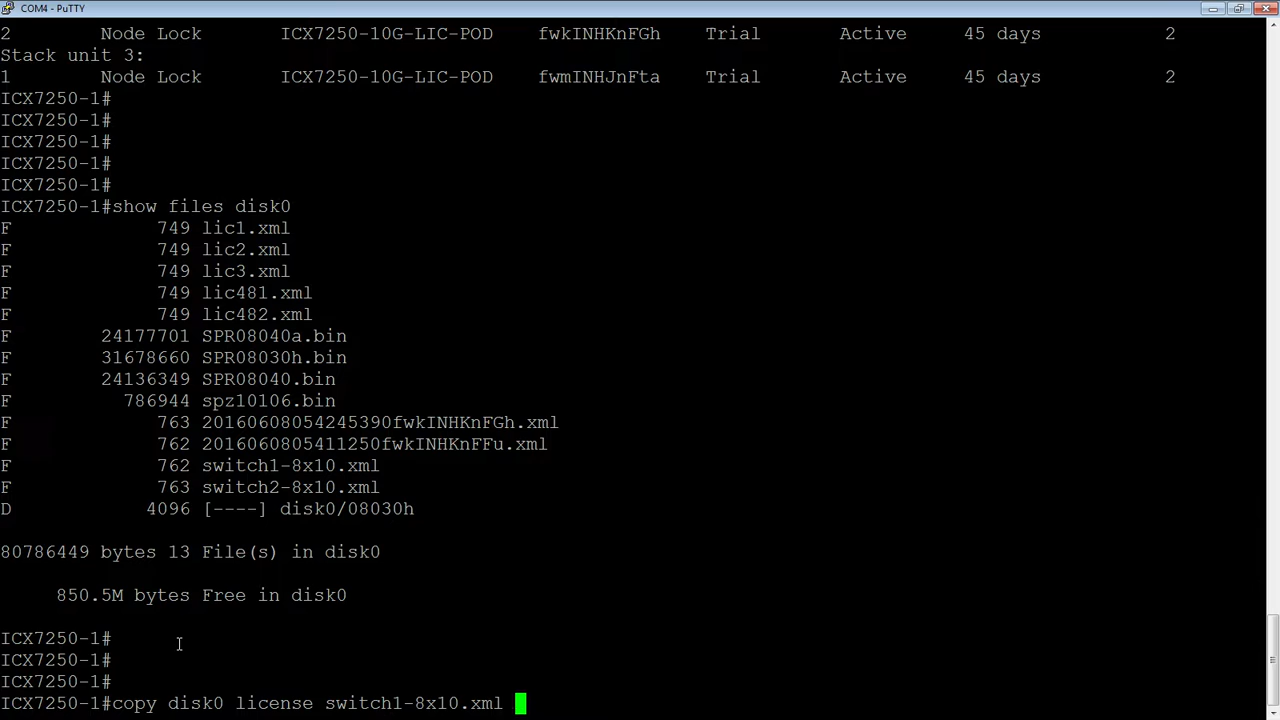 COM4 - PuTTY
2        Node Lock       ICX7250-10G-LIC-POD    fwkINHKnFGh    Trial       Active     45 days           2
Stack unit 3:
1        Node Lock       ICX7250-10G-LIC-POD    fwmINHJnFta    Trial       Active     45 days           2
ICX7250-1#
ICX7250-1#
ICX7250-1#
ICX7250-1#
ICX7250-1#
ICX7250-1#show files disk0
F             749 lic1.xml
F             749 lic2.xml
F             749 lic3.xml
F             749 lic481.xml
F             749 lic482.xml
F        24177701 SPR08040a.bin
F        31678660 SPR08030h.bin
F        24136349 SPR08040.bin
F          786944 spz10106.bin
F             763 20160608054245390fwkINHKnFGh.xml
F             762 2016060805411250fwkINHKnFFu.xml
F             762 switch1-8x10.xml
F             763 switch2-8x10.xml
D            4096 [----] disk0/08030h
80786449 bytes 13 File(s) in disk0
     850.5M bytes Free in disk0
ICX7250-1#
ICX7250-1#
ICX7250-1#
ICX7250-1#copy disk0 license switch1-8x10.xml